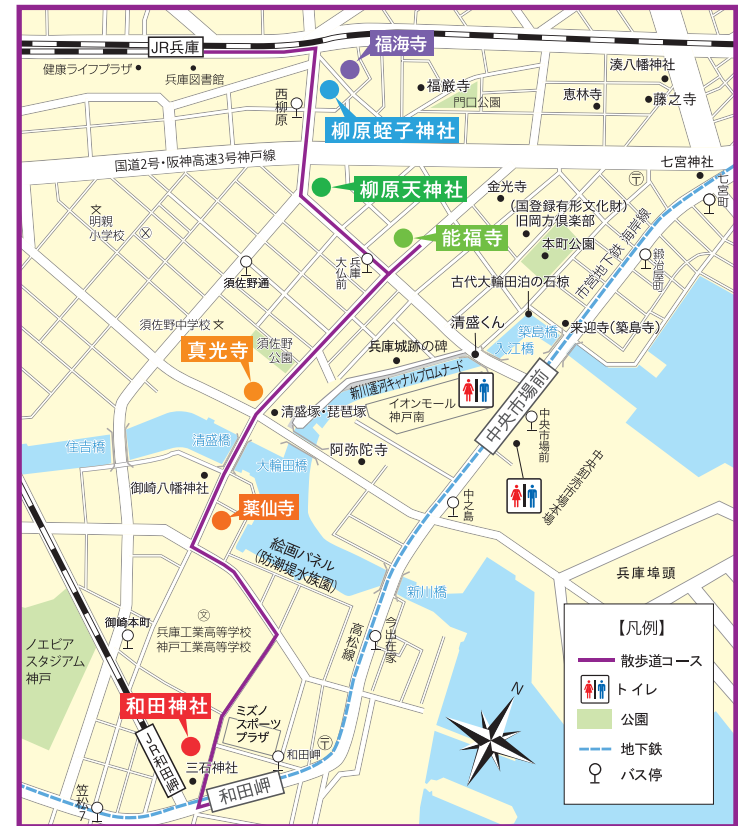 JR兵庫
福海寺
健康ライフプラザ
兵庫図書館
西柳原
福厳寺
門口公園
湊八幡神社
恵林寺
藤之寺
柳原蛭子神社
国道2号・阪神高速3号神戸線
七宮神社
七宮町
柳原天神社
金光寺
(国登録有形文化財)
旧岡方倶楽部
本町公園
市営地下鉄 海岸線
鍛治屋町
文
明親
小学校
能福寺
兵庫
大仏前
須佐野通
古代大輪田泊の石椋
須佐野中学校
文
須佐野
公園
清盛くん
築島橋
入江橋
来迎寺(築島寺)
兵庫城跡の碑
真光寺
新川運河キャナルプロムナード
イオンモール
神戸南
中央市場前
中央市場前
清盛塚・琵琶塚
住吉橋
清盛橋
大輪田橋
阿弥陀寺
中央卸売市場本場
御崎八幡神社
中之島
薬仙寺
絵画パネル
(防潮堤水族園)
新川橋
兵庫埠頭
御崎本町
文
兵庫工業高等学校
神戸工業高等学校
高松線
今出在家
ノエビア
スタジアム
神戸
和田神社
ミズノ
スポーツ
プラザ
JR和田岬
三石神社
和田岬
和田岬
笠松7
N
【凡例】
散歩道コース
トイレ
公園
地下鉄
バス停